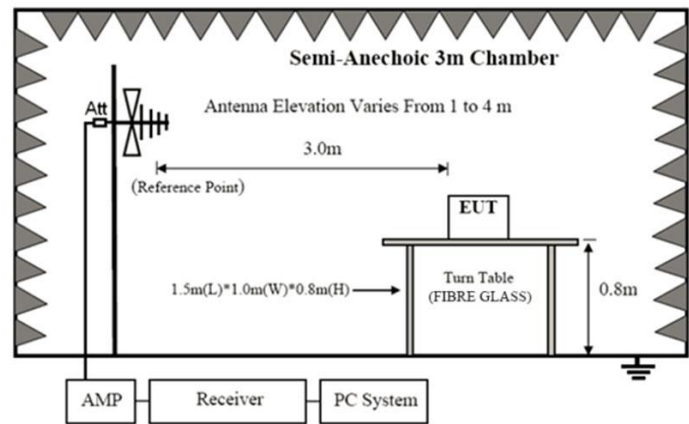 Semi-Anechoic 3m Chamber
Att
Antenna Elevation Varies From 1 to 4 m
3.0m
(Reference Point)
EUT
1.5m(L)*1.0m(W)*0.8m(H)
Turn Table
(FIBRE GLASS)
0.8m
AMP
Receiver
PC System